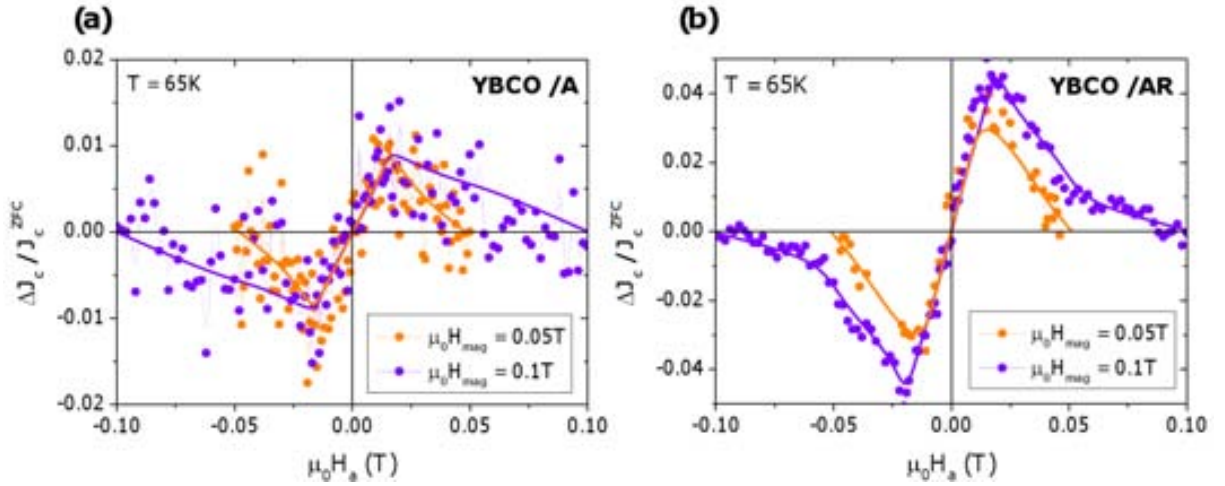 (a)
T = 65K
YBCO /A
0.02
0.01
0.00
-0.01
-0.02
ΔJc / Jc^ZFC
μ₀Hmag = 0.05T
μ₀Hmag = 0.1T
-0.10 -0.05 0.00 0.05 0.10
μ₀Ha (T)
(b)
T = 65K
YBCO /AR
0.04
0.02
0.00
-0.02
-0.04
ΔJc / Jc^ZFC
μ₀Hmag = 0.05T
μ₀Hmag = 0.1T
-0.10 -0.05 0.00 0.05 0.10
μ₀Ha (T)